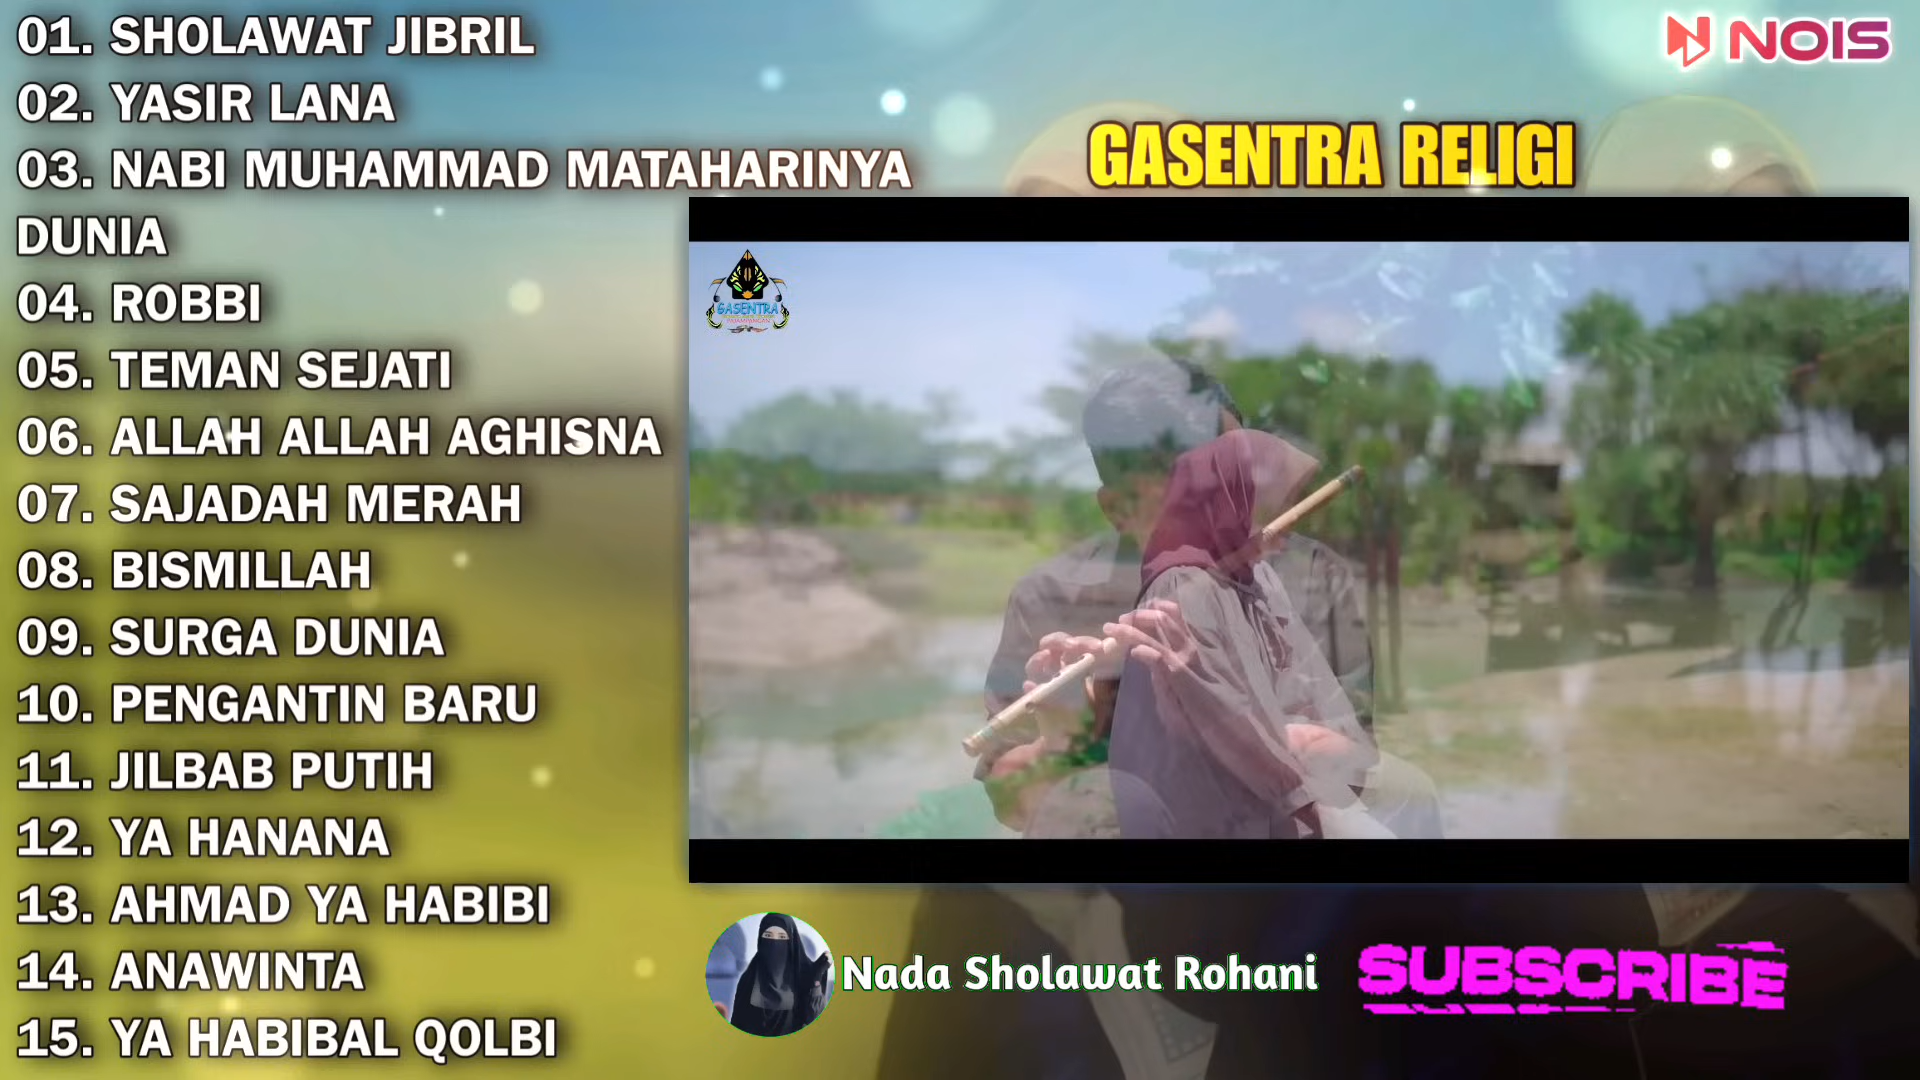 01. SHOLAWAT JIBRIL
02. YASIR LANA
03. NABI MUHAMMAD MATAHARINYA
DUNIA
04. ROBBI
05. TEMAN SEJATI
06. ALLAH ALLAH AGHISNA
07. SAJADAH MERAH
08. BISMILLAH
09. SURGA DUNIA
10. PENGANTIN BARU
11. JILBAB PUTIH
12. YA HANANA
13. AHMAD YA HABIBI
14. ANAWINTA
15. YA HABIBAL QOLBI
NOIS
GASENTRA RELIGI
GASENTRA
Nada Sholawat Rohani
SUBSCRIBE